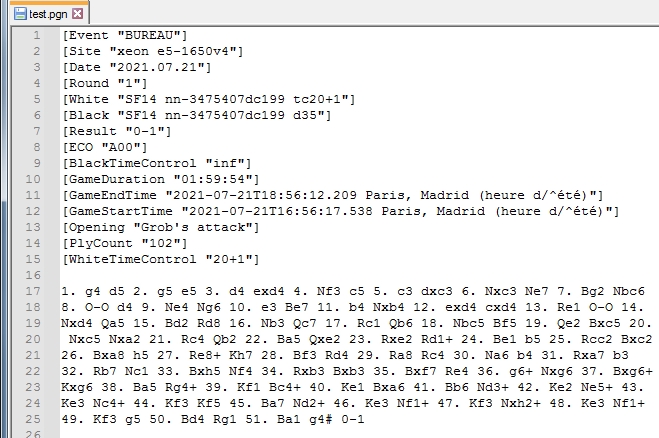 test.pgn
1 [Event "BUREAU"]
2 [Site "xeon e5-1650v4"]
3 [Date "2021.07.21"]
4 [Round "1"]
5 [White "SF14 nn-3475407dc199 tc20+1"]
6 [Black "SF14 nn-3475407dc199 d35"]
7 [Result "0-1"]
8 [ECO "A00"]
9 [BlackTimeControl "inf"]
10 [GameDuration "01:59:54"]
11 [GameEndTime "2021-07-21T18:56:12.209 Paris, Madrid (heure d/^été)"]
12 [GameStartTime "2021-07-21T16:56:17.538 Paris, Madrid (heure d/^été)"]
13 [Opening "Grob's attack"]
14 [PlyCount "102"]
15 [WhiteTimeControl "20+1"]
16
17 1. g4 d5 2. g5 e5 3. d4 exd4 4. Nf3 c5 5. c3 dxc3 6. Nxc3 Ne7 7. Bg2 Nbc6
18 8. O-O d4 9. Ne4 Ng6 10. e3 Be7 11. b4 Nxb4 12. exd4 cxd4 13. Re1 O-O 14.
19 Nxd4 Qa5 15. Bd2 Rd8 16. Nb3 Qc7 17. Rc1 Qb6 18. Nbc5 Bf5 19. Qe2 Bxc5 20.
20 Nxc5 Nxa2 21. Rc4 Qb2 22. Ba5 Qxe2 23. Rxe2 Rd1+ 24. Be1 b5 25. Rcc2 Bxc2
21 26. Bxa8 h5 27. Re8+ Kh7 28. Bf3 Rd4 29. Ra8 Rc4 30. Na6 b4 31. Rxa7 b3
22 32. Rb7 Nc1 33. Bxh5 Nf4 34. Rxb3 Bxb3 35. Bxf7 Re4 36. g6+ Nxg6 37. Bxg6+
23 Kxg6 38. Ba5 Rg4+ 39. Kf1 Bc4+ 40. Ke1 Bxa6 41. Bb6 Nd3+ 42. Ke2 Ne5+ 43.
24 Ke3 Nc4+ 44. Kf3 Kf5 45. Ba7 Nd2+ 46. Ke3 Nf1+ 47. Kf3 Nxh2+ 48. Ke3 Nf1+
25 49. Kf3 g5 50. Bd4 Rg1 51. Ba1 g4# 0-1
26